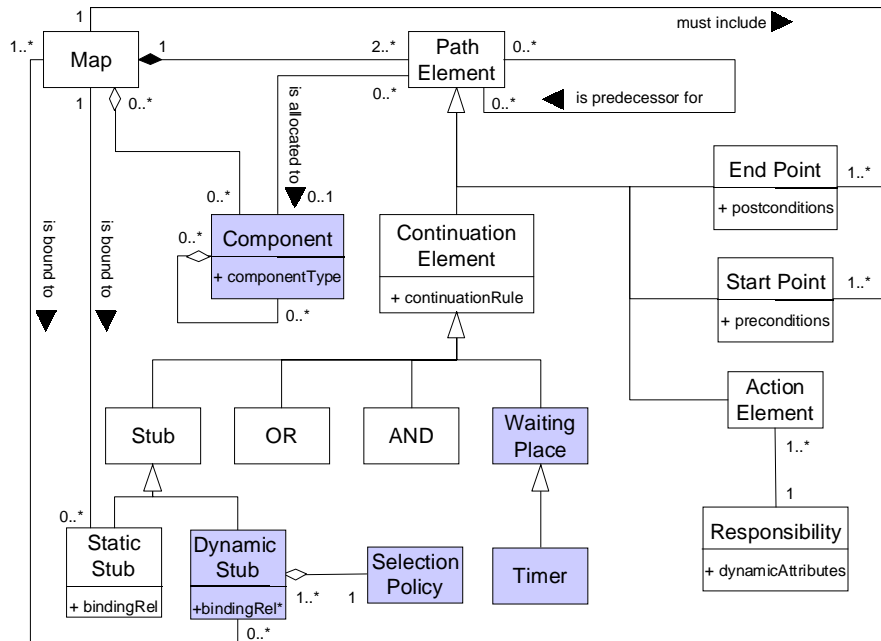 1
must include
1..*
1
2..*
Path
Element
0..*
Map
1
0..*
0..*
0..*
is predecessor for
is allocated to
End Point
1..*
+ postconditions
0..*
0..1
is bound to
is bound to
0..*
Component
+ componentType
0..*
Continuation
Element
+ continuationRule
Start Point
1..*
+ preconditions
Action
Element
Stub
OR
AND
Waiting
Place
1..*
1
0..*
Static
Stub
+ bindingRel
Dynamic
Stub
+bindingRel*
1..*
1
Selection
Policy
Timer
Responsibility
+ dynamicAttributes
0..*